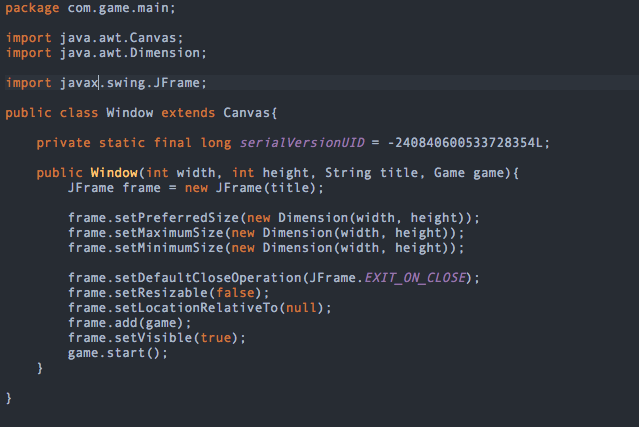 package com.game.main;
import java.awt.Canvas;
import java.awt.Dimension;
import javax.swing.JFrame;
public class Window extends Canvas{
private static final long serialVersionUID = -240840600533728354L;
public Window(int width, int height, String title, Game game){
JFrame frame = new JFrame(title);
frame.setPreferredSize(new Dimension(width, height));
frame.setMaximumSize(new Dimension(width, height));
frame.setMinimumSize(new Dimension(width, height));
frame.setDefaultCloseOperation(JFrame.EXIT_ON_CLOSE);
frame.setResizable(false);
frame.setLocationRelativeTo(null);
frame.add(game);
frame.setVisible(true);
game.start();
}
}